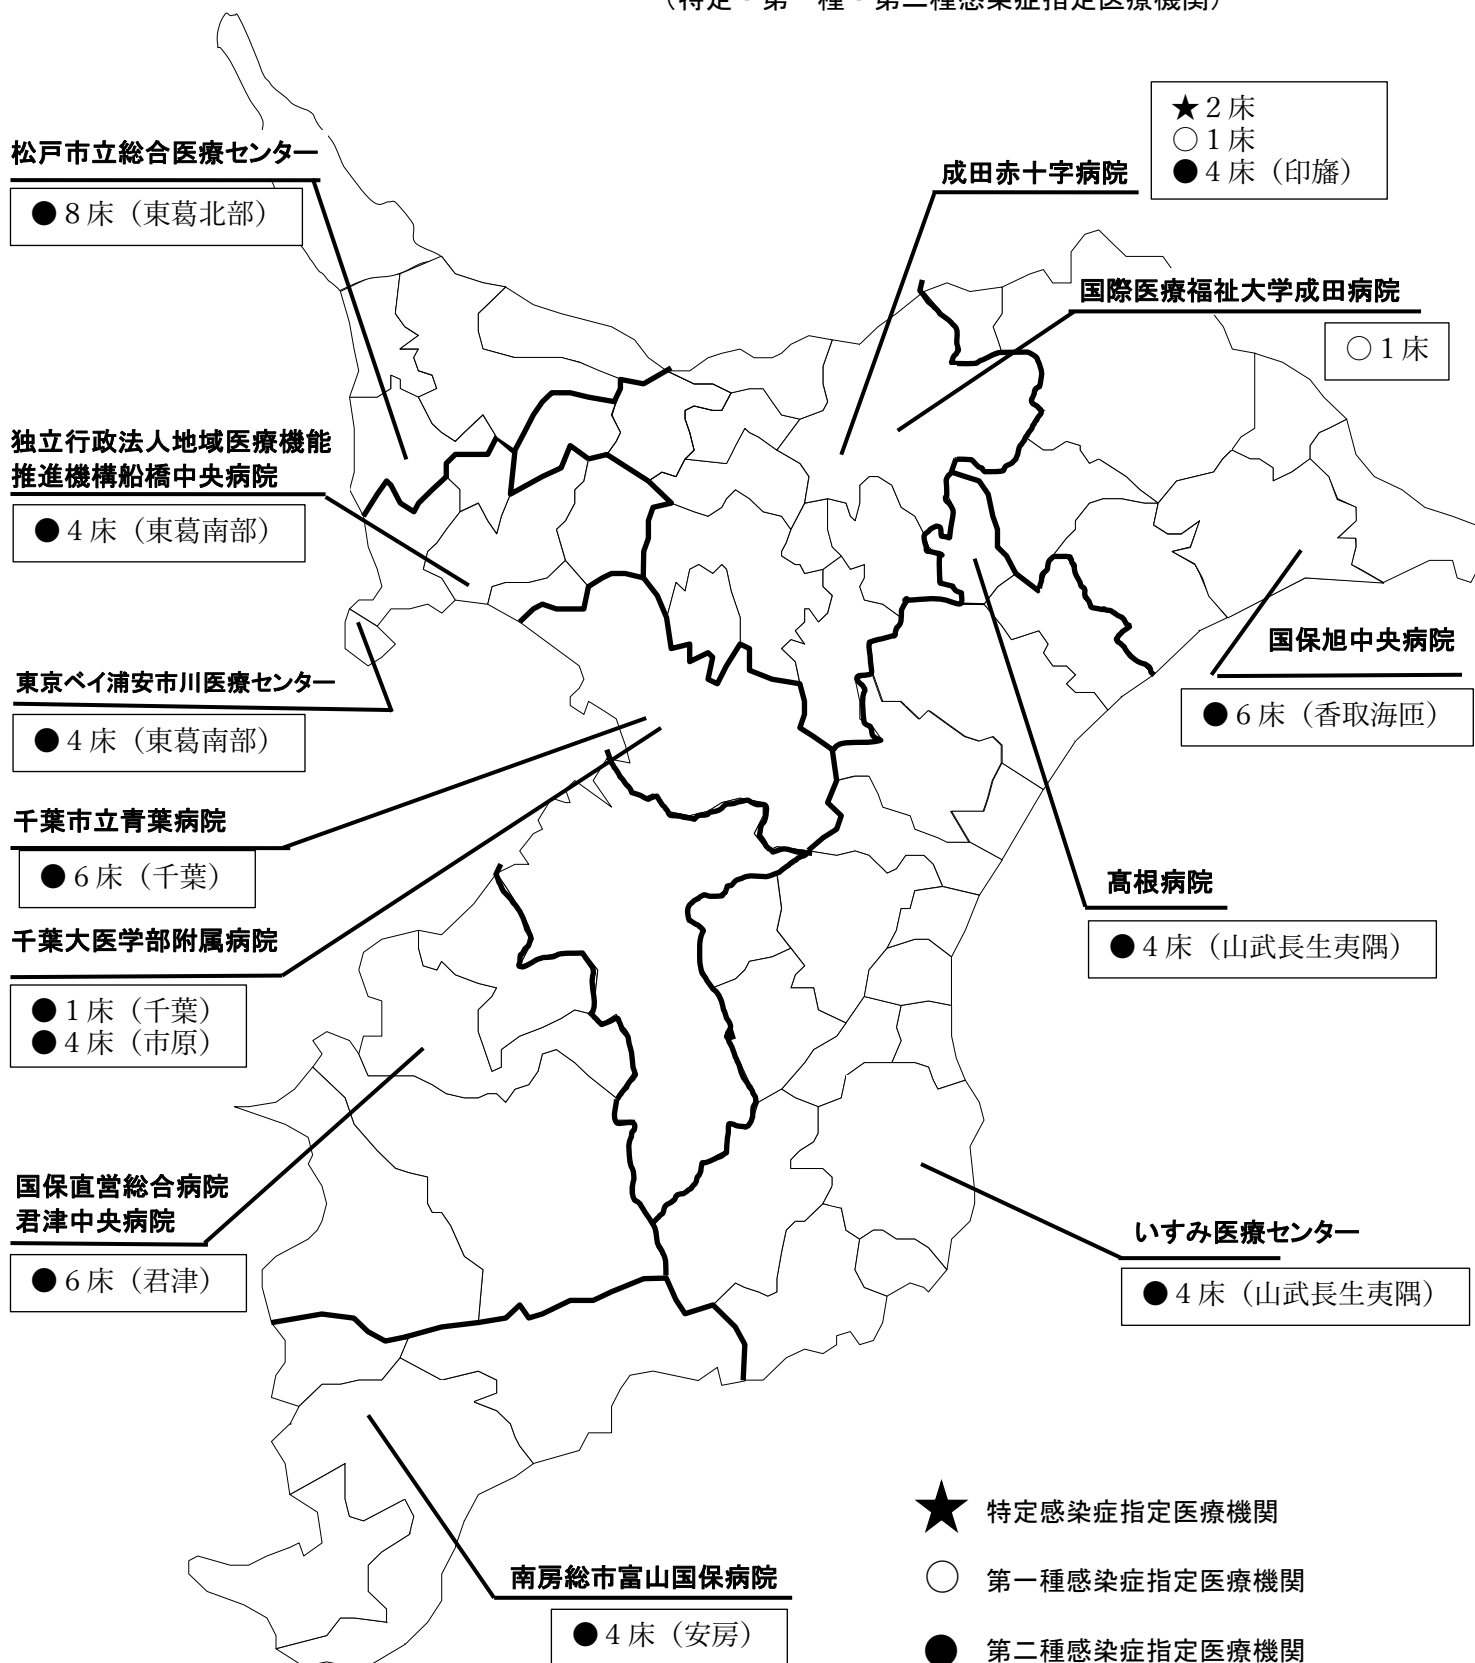 （特定・第一種・第二種感染症指定医療機関）
★２床
○１床
●４床（印旛）
松戸市立総合医療センター
●８床（東葛北部）
成田赤十字病院
国際医療福祉大学成田病院
○１床
独立行政法人地域医療機能
推進機構船橋中央病院
●４床（東葛南部）
国保旭中央病院
●６床（香取海匝）
東京ベイ浦安市川医療センター
●４床（東葛南部）
千葉市立青葉病院
●６床（千葉）
髙根病院
●４床（山武長生夷隅）
千葉大医学部附属病院
●１床（千葉）
●４床（市原）
国保直営総合病院
君津中央病院
●６床（君津）
いすみ医療センター
●４床（山武長生夷隅）
南房総市富山国保病院
●４床（安房）
★ 特定感染症指定医療機関
○ 第一種感染症指定医療機関
● 第二種感染症指定医療機関